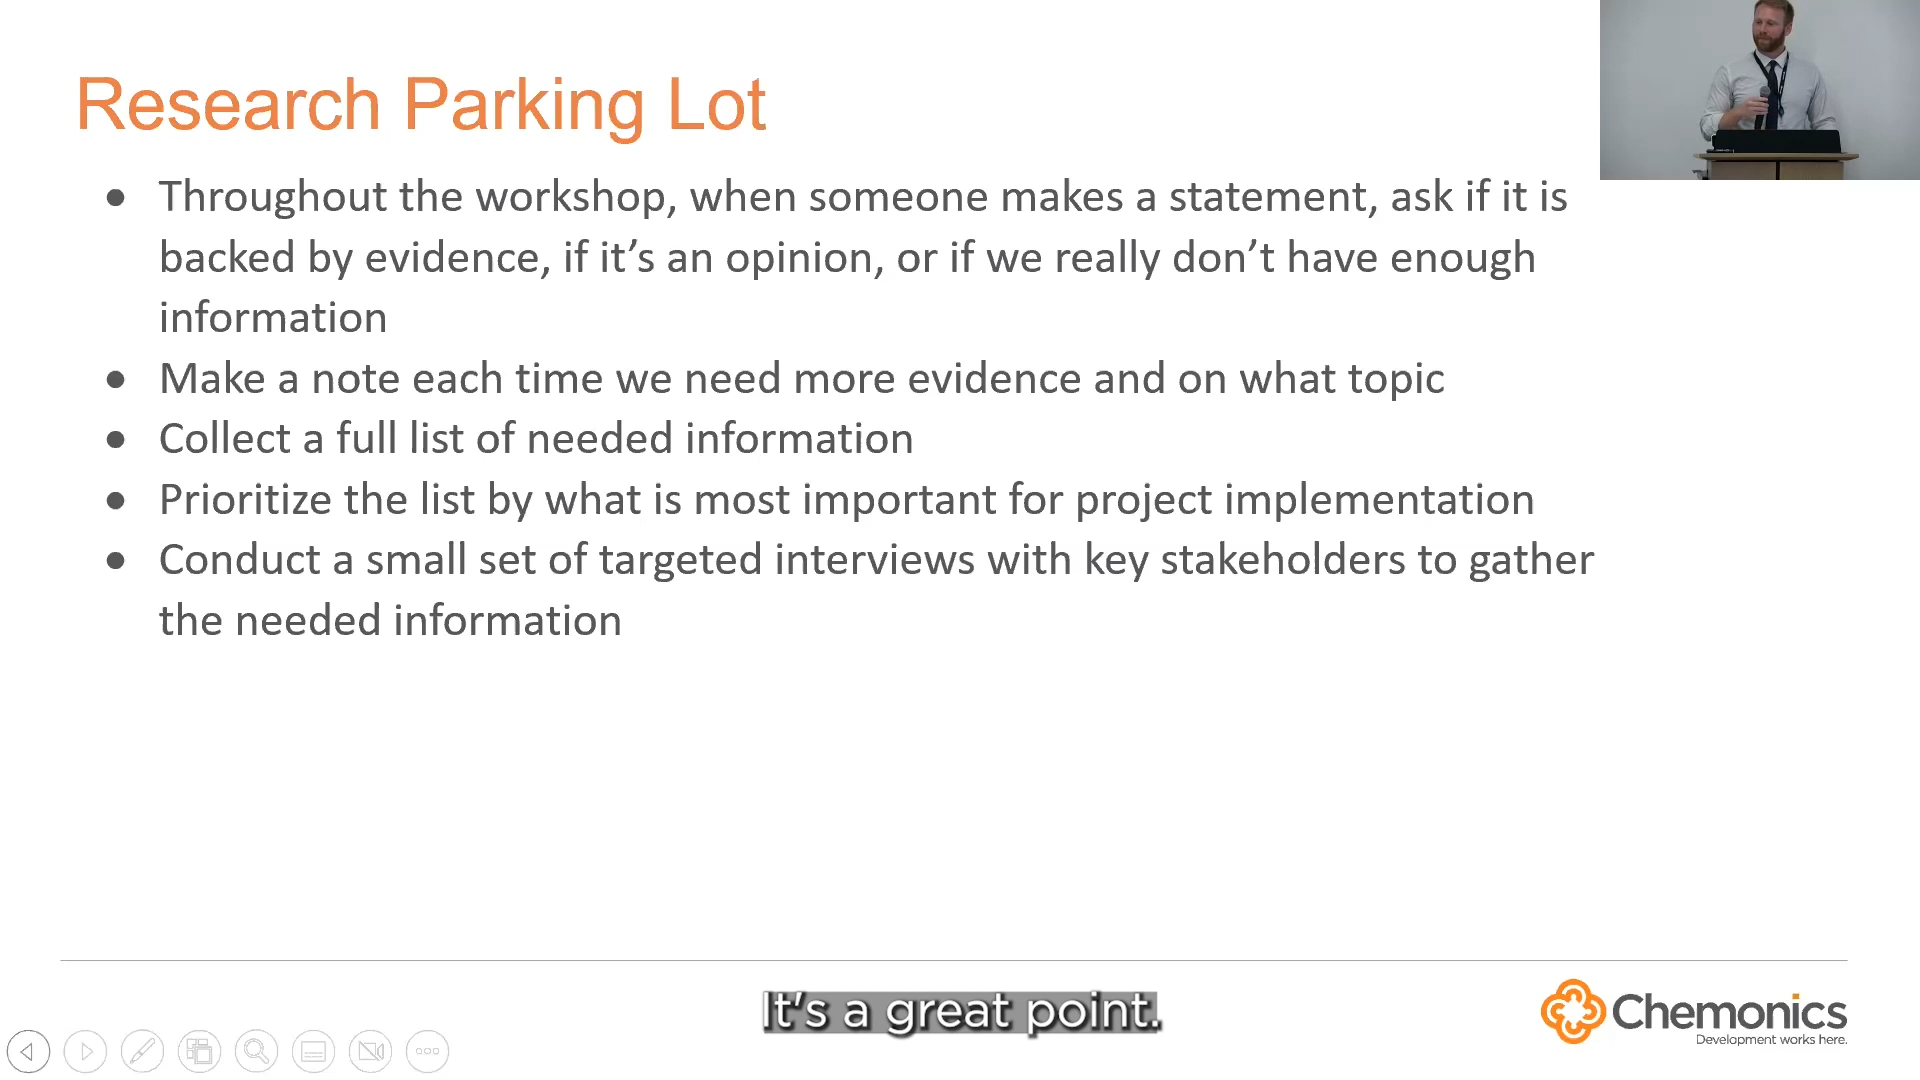 Research Parking Lot
• Throughout the workshop, when someone makes a statement, ask if it is
backed by evidence, if it’s an opinion, or if we really don’t have enough
information
• Make a note each time we need more evidence and on what topic
• Collect a full list of needed information
• Prioritize the list by what is most important for project implementation
• Conduct a small set of targeted interviews with key stakeholders to gather
the needed information
It's a great point.
Chemonics
Development works here.